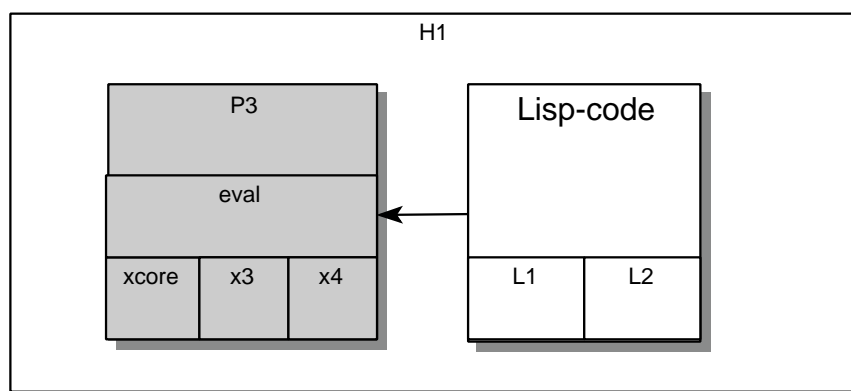 H1
P3
Lisp-code
eval
xcore x3 x4
L1 L2